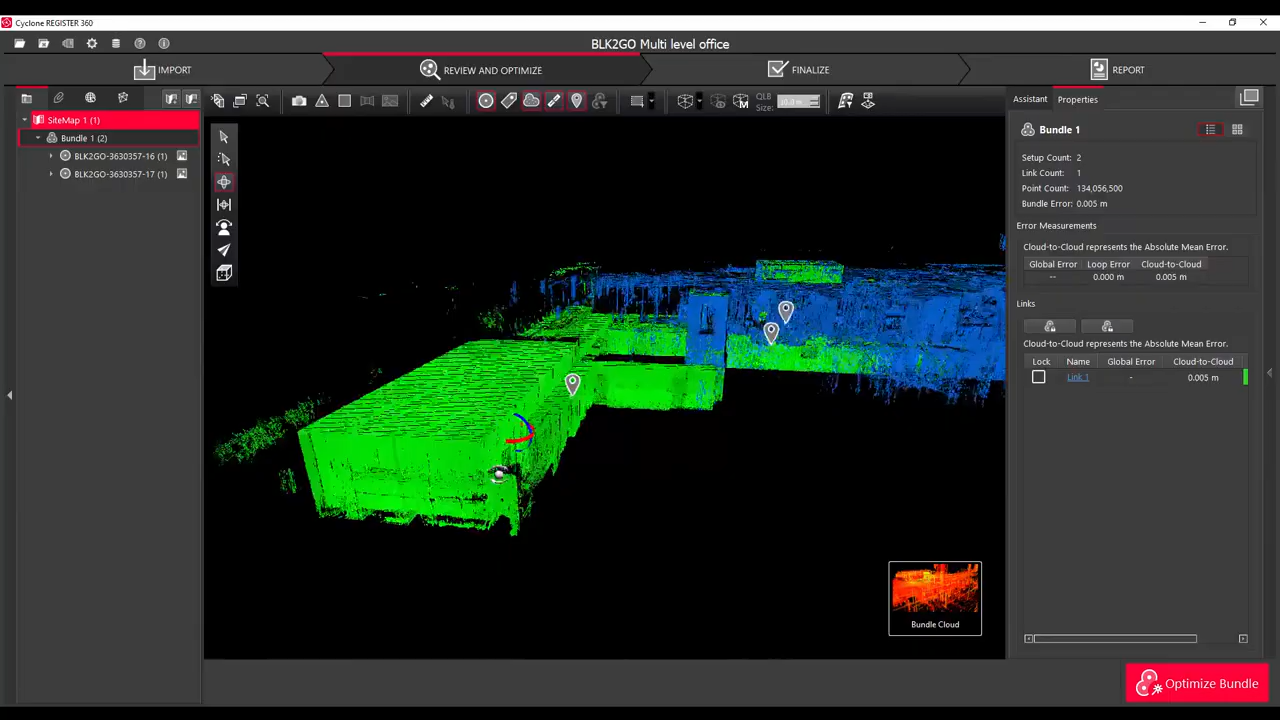 Cyclone REGISTER 360
BLK2GO Multi level office
IMPORT
REVIEW AND OPTIMIZE
FINALIZE
REPORT
SiteMap 1 (1)
Bundle 1 (2)
BLK2GO-3630357-16 (1)
BLK2GO-3630357-17 (1)
QLB
Size:
Assistant
Properties
Bundle 1
Setup Count: 2
Link Count: 1
Point Count: 134,056,500
Bundle Error: 0.005 m
Error Measurements
Cloud-to-Cloud represents the Absolute Mean Error.
Global Error Loop Error Cloud-to-Cloud
-- 0.000 m 0.005 m
Links
Cloud-to-Cloud represents the Absolute Mean Error.
Lock Name Global Error Cloud-to-Cloud
Link 1 - 0.005 m
Bundle Cloud
Optimize Bundle